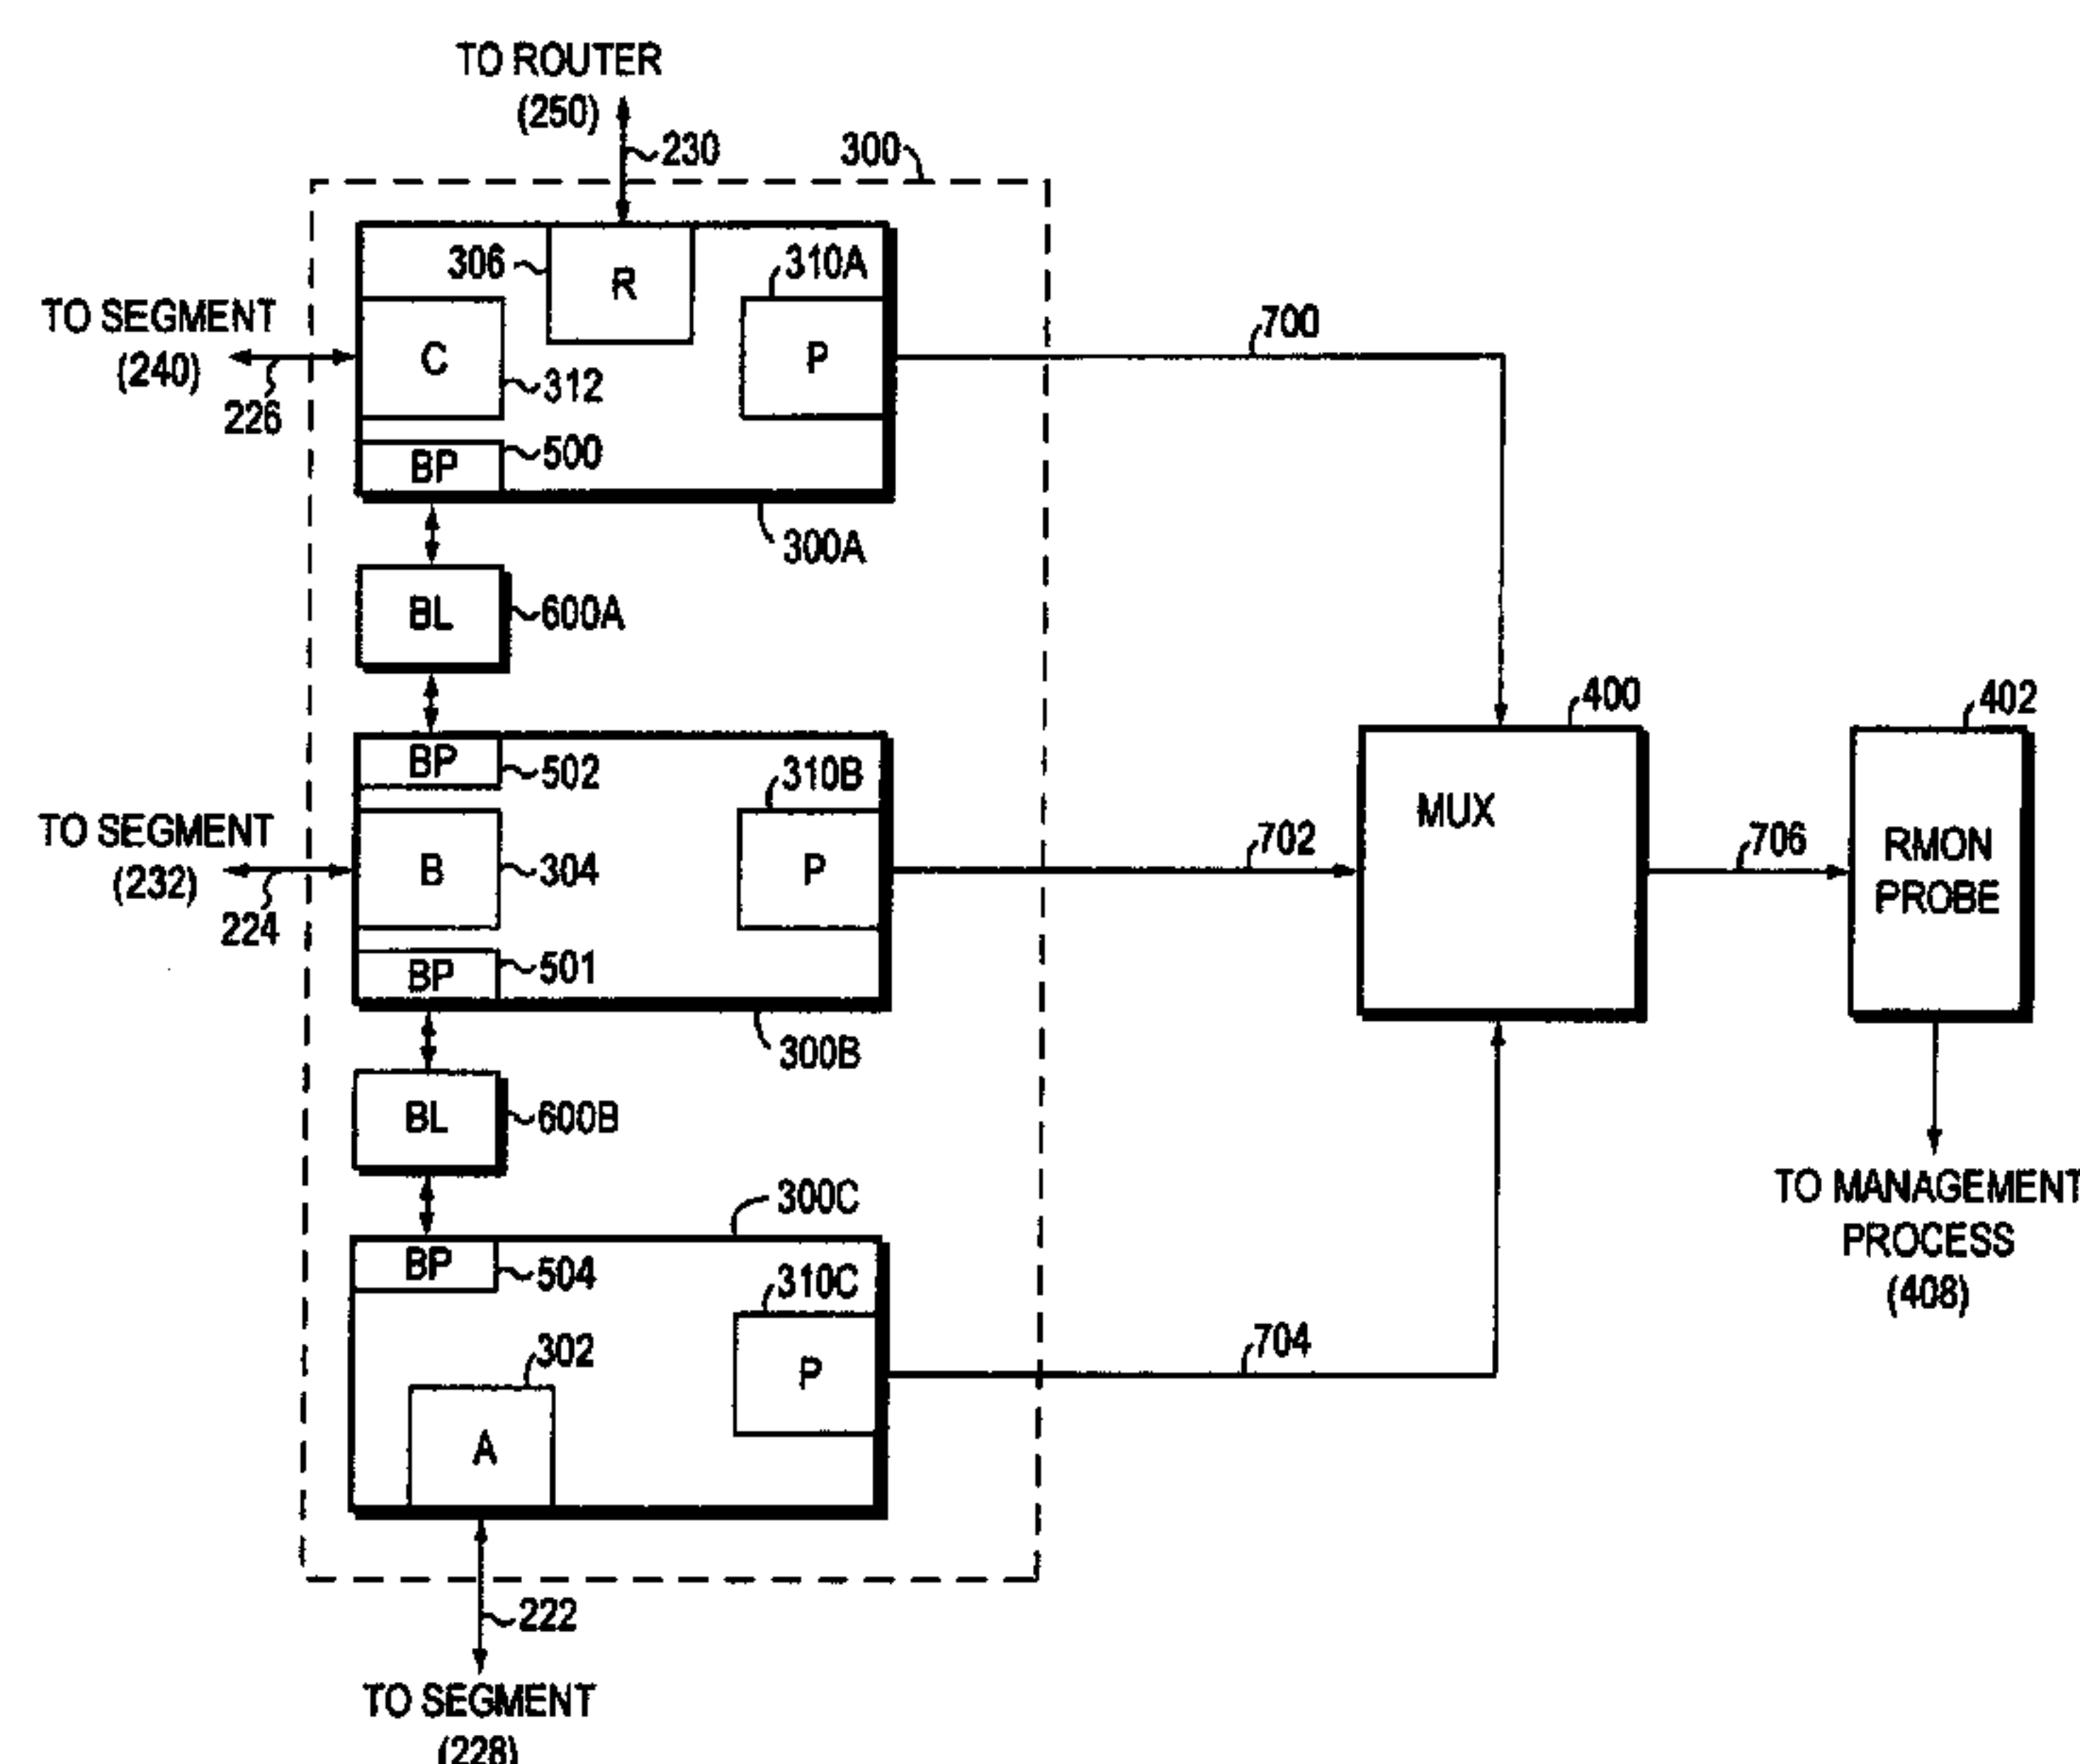 TO ROUTER
(250)
230
300
306
R
310A
P
TO SEGMENT
(240)
226
C
312
700
BP
500
300A
BL
600A
400
402
BP
502
310B
P
MUX
TO SEGMENT
(232)
224
B
304
702
706
RMON
PROBE
BP
501
300B
BL
600B
300C
TO MANAGEMENT
PROCESS
(408)
BP
504
310C
P
302
A
704
222
TO SEGMENT
(228)